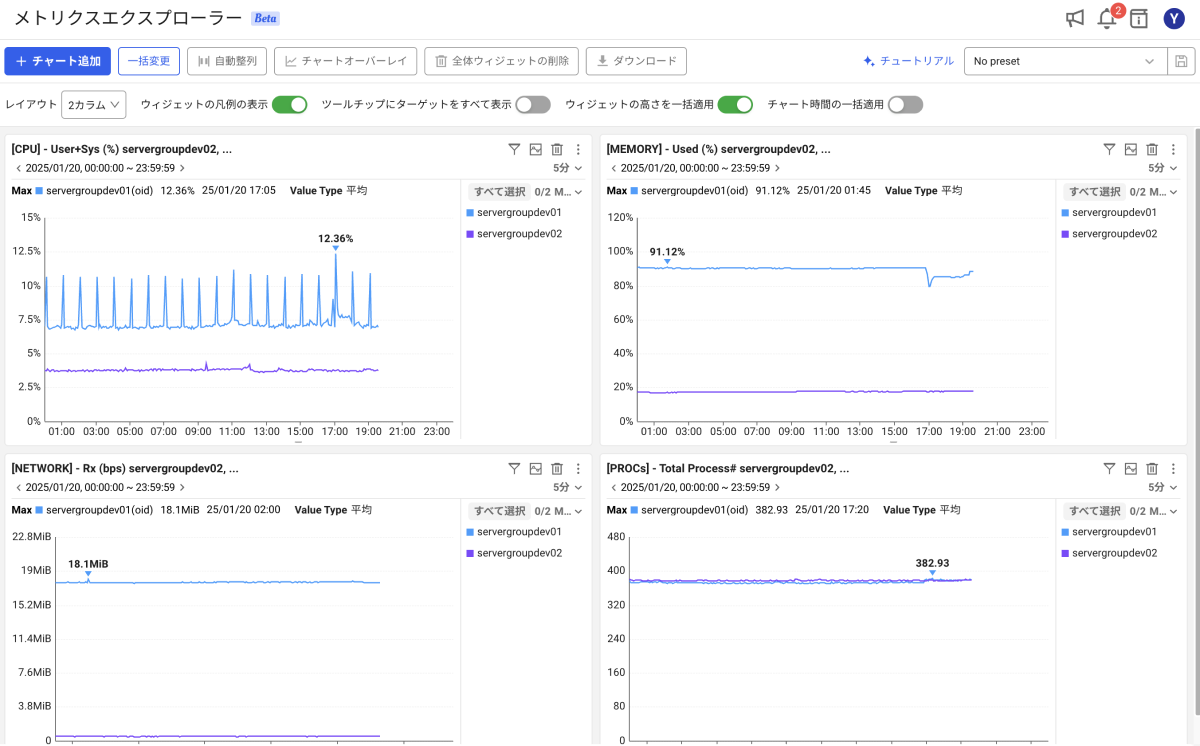 メトリクスエクスプローラー Beta
2
Y
＋ チャート追加 一括変更 自動整列 チャートオーバーレイ 全体ウィジェットの削除 ダウンロード チュートリアル No preset
レイアウト 2カラム ウィジェットの凡例の表示 ツールチップにターゲットをすべて表示 ウィジェットの高さを一括適用 チャート時間の一括適用
[CPU] - User+Sys (%) servergroupdev02, ...
2025/01/20, 00:00:00 ~ 23:59:59 5分
Max servergroupdev01(oid) 12.36% 25/01/20 17:05 Value Type 平均
すべて選択 0/2 M...
servergroupdev01
servergroupdev02
12.36%
15%
12.5%
10%
7.5%
5%
2.5%
0%
01:00 03:00 05:00 07:00 09:00 11:00 13:00 15:00 17:00 19:00 21:00 23:00
[MEMORY] - Used (%) servergroupdev02, ...
2025/01/20, 00:00:00 ~ 23:59:59 5分
Max servergroupdev01(oid) 91.12% 25/01/20 01:45 Value Type 平均
すべて選択 0/2 M...
servergroupdev01
servergroupdev02
91.12%
120%
100%
80%
60%
40%
20%
0%
01:00 03:00 05:00 07:00 09:00 11:00 13:00 15:00 17:00 19:00 21:00 23:00
[NETWORK] - Rx (bps) servergroupdev02, ...
2025/01/20, 00:00:00 ~ 23:59:59 5分
Max servergroupdev01(oid) 18.1MiB 25/01/20 02:00 Value Type 平均
すべて選択 0/2 M...
servergroupdev01
servergroupdev02
18.1MiB
22.8MiB
19MiB
15.2MiB
11.4MiB
7.6MiB
3.8MiB
0
[PROCs] - Total Process# servergroupdev02, ...
2025/01/20, 00:00:00 ~ 23:59:59 5分
Max servergroupdev01(oid) 382.93 25/01/20 17:20 Value Type 平均
すべて選択 0/2 M...
servergroupdev01
servergroupdev02
382.93
480
400
320
240
160
80
0